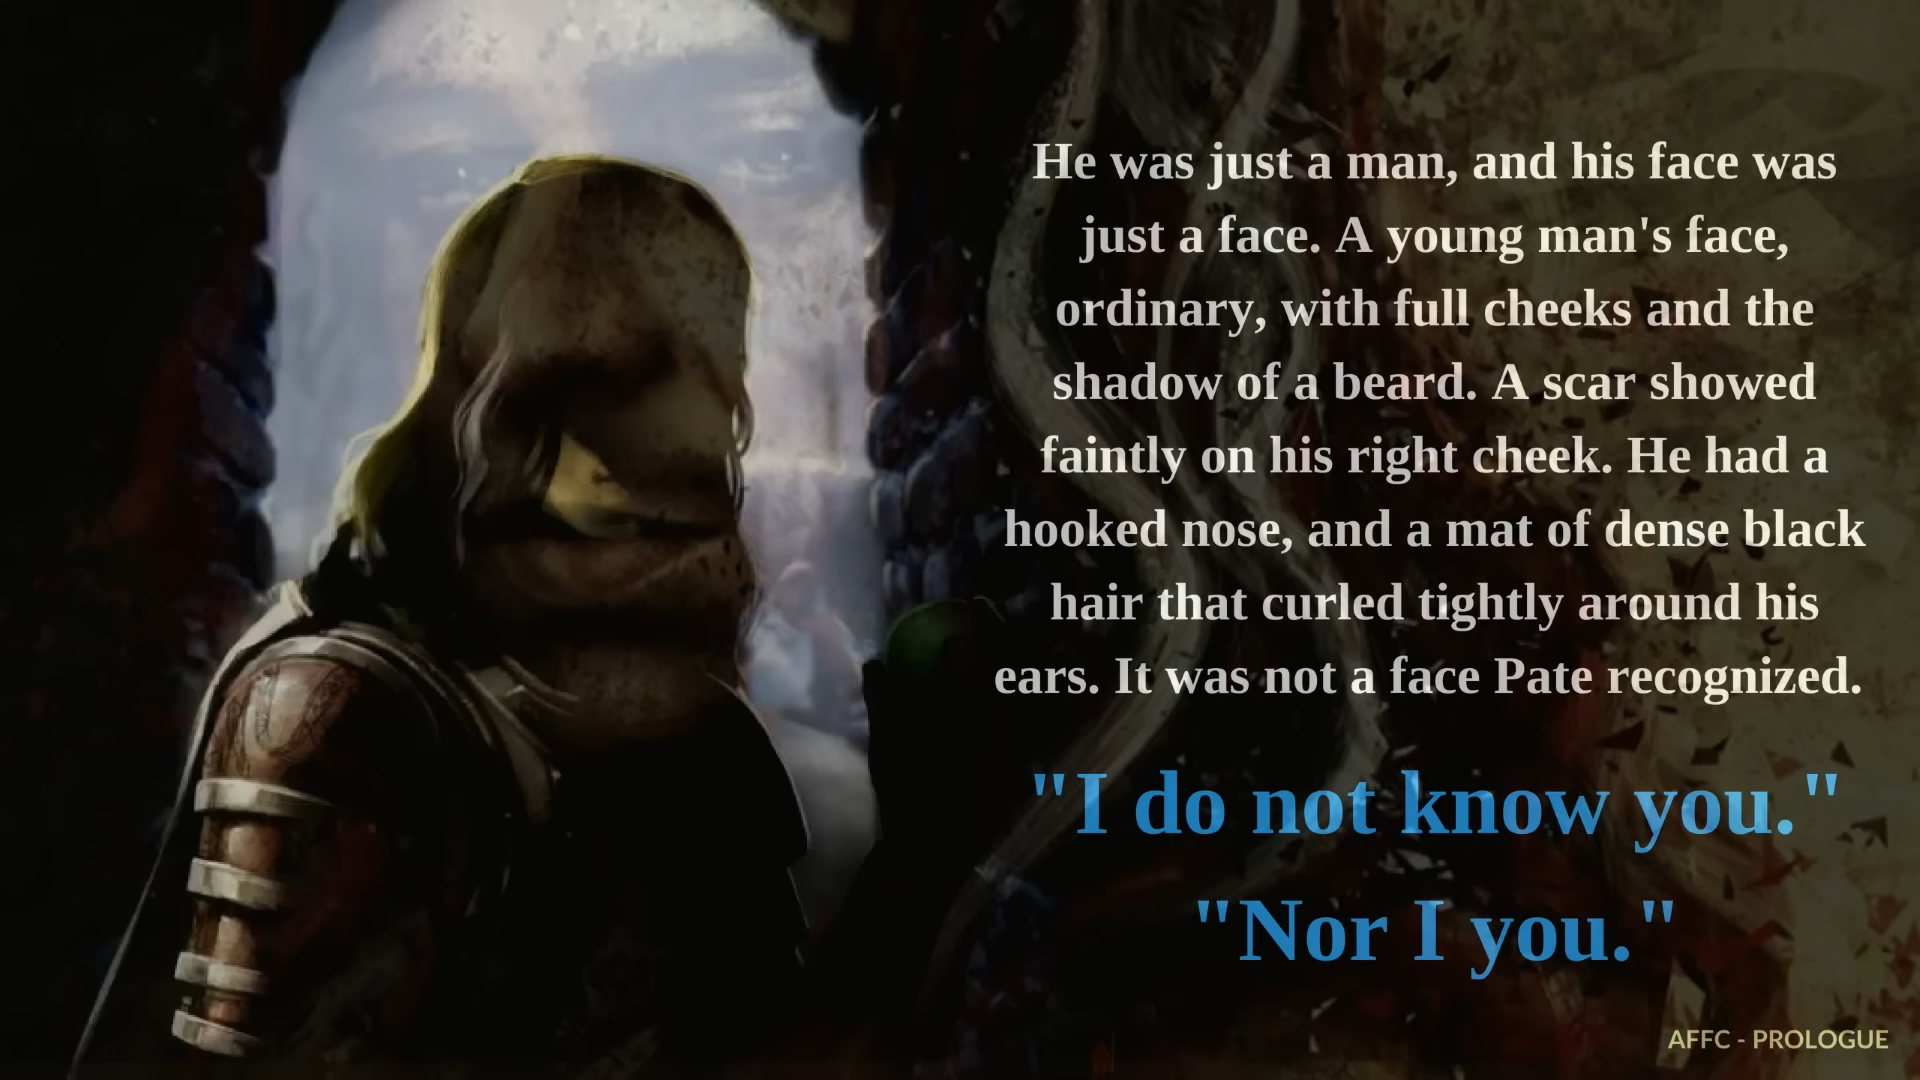 He was just a man, and his face was
just a face. A young man's face,
ordinary, with full cheeks and the
shadow of a beard. A scar showed
faintly on his right cheek. He had a
hooked nose, and a mat of dense black
hair that curled tightly around his
ears. It was not a face Pate recognized.
"I do not know you."
"Nor I you."
AFFC - PROLOGUE